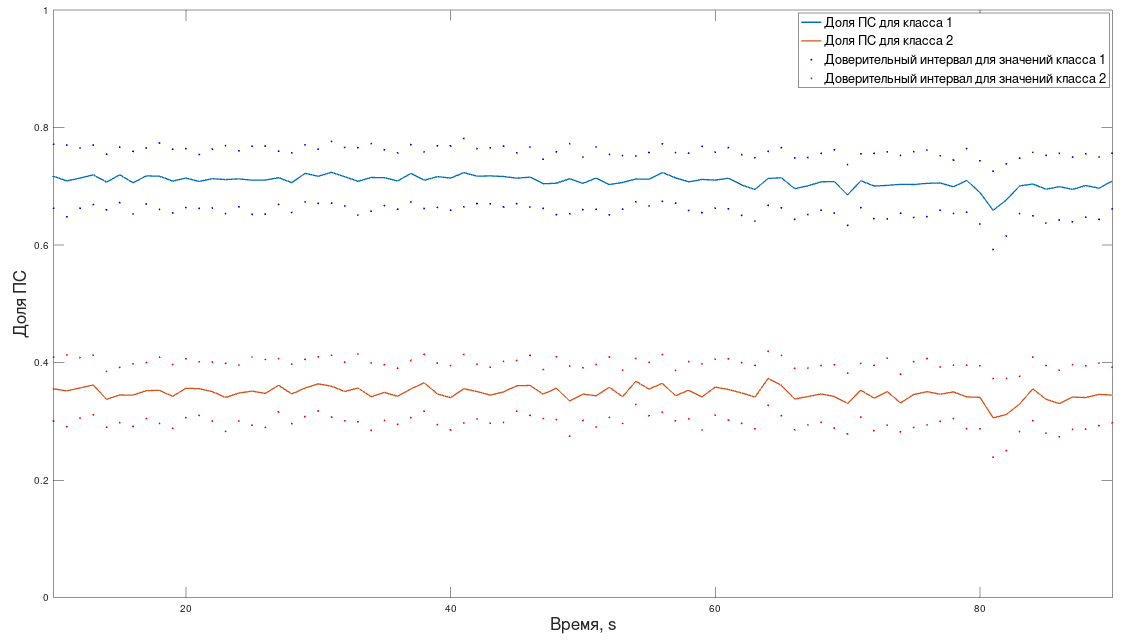 1
Доля ПС для класса 1
Доля ПС для класса 2
Доверительный интервал для значений класса 1
Доверительный интервал для значений класса 2
0.8
0.6
Доля ПС
0.4
0.2
0
20
40
60
80
Время, s